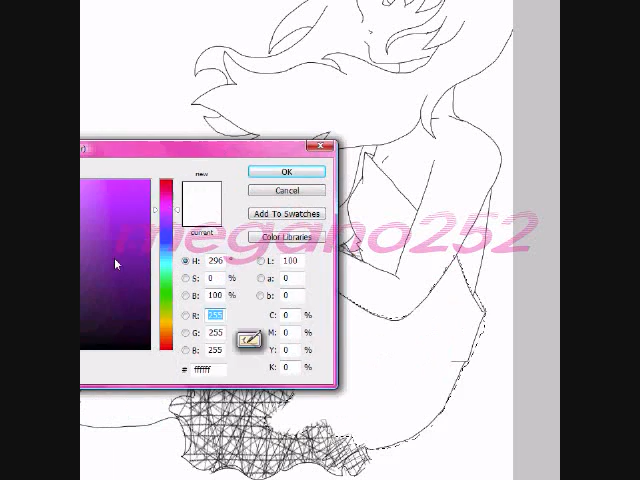 new
OK
current
Cancel
Add To Swatches
Color Libraries
megano252
H: 296 °
S: 0 %
B: 100 %
R: 255
G: 255
B: 255
# ffffff
L: 100
a: 0
b: 0
C: 0 %
M: 0 %
Y: 0 %
K: 0 %